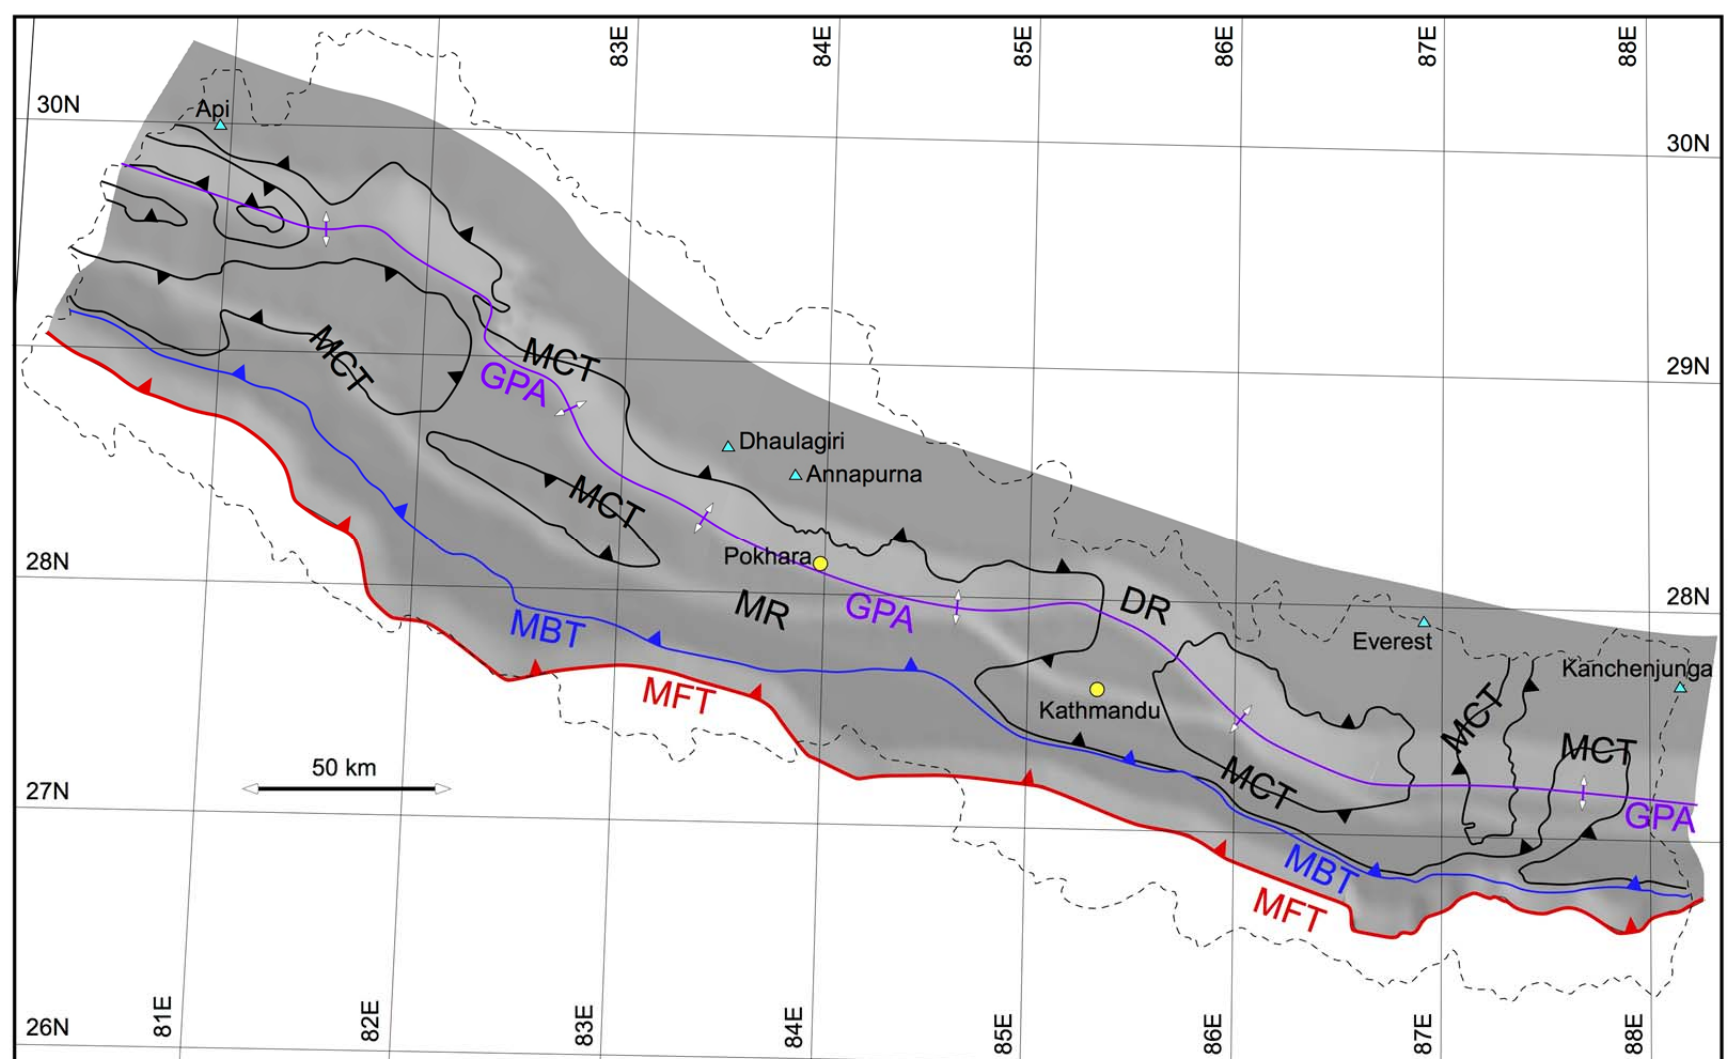 83E
84E
85E
86E
87E
88E
30N
Api
30N
MCT
MCT
GPA
29N
Dhaulagiri
Annapurna
MCT
28N
Pokhara
MR
GPA
DR
28N
MBT
Everest
Kanchenjunga
MFT
Kathmandu
MCT
MCT
50 km
MCT
27N
GPA
MBT
MFT
26N
81E
82E
83E
84E
85E
86E
87E
88E